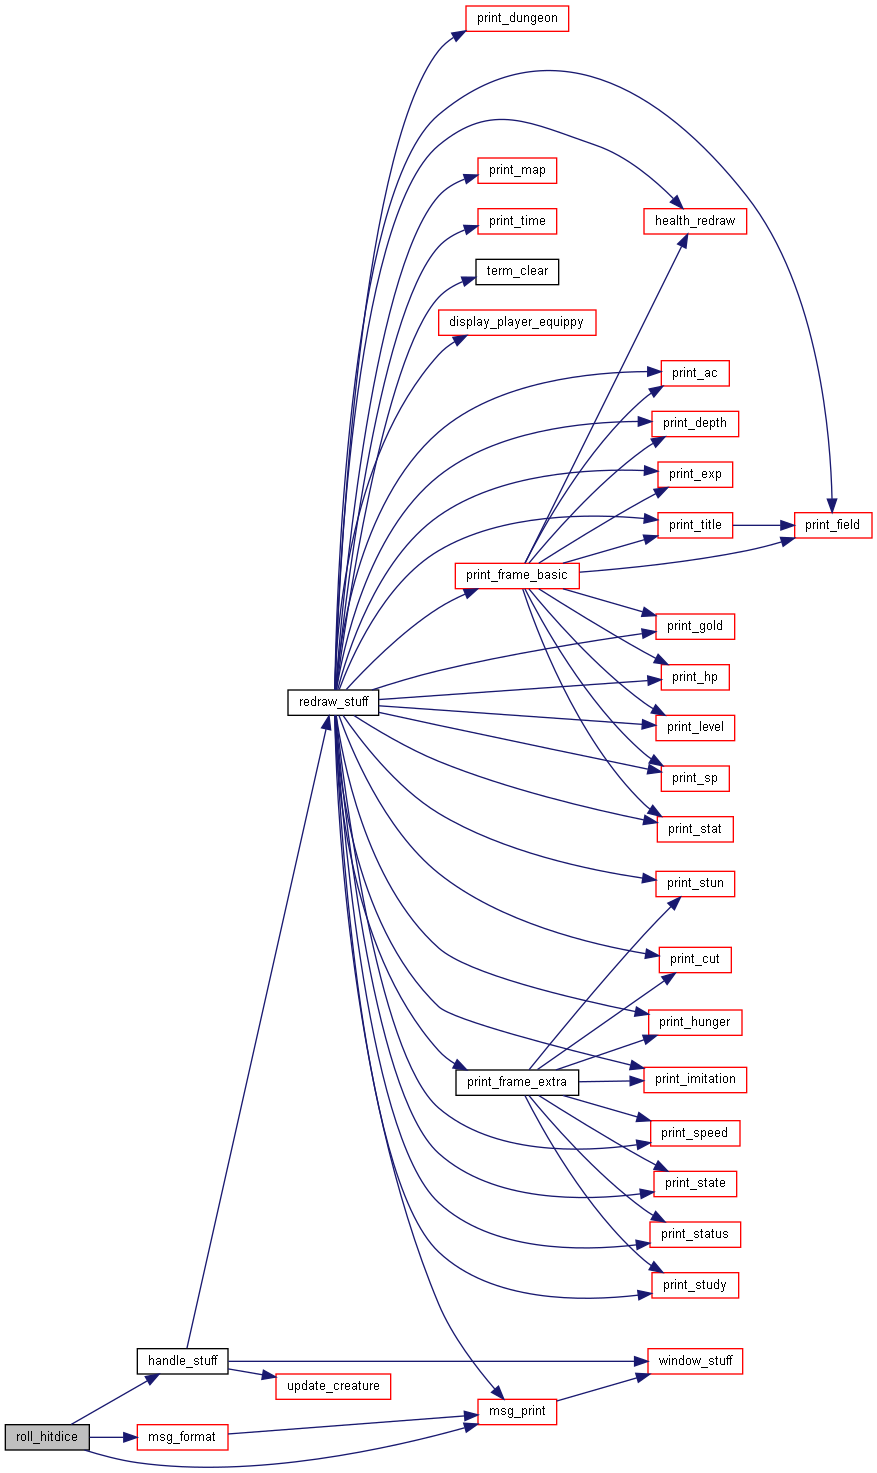 print_dungeon
print_map
print_time
health_redraw
term_clear
display_player_equippy
print_ac
print_depth
print_exp
print_title
print_field
print_frame_basic
print_gold
print_hp
redraw_stuff
print_level
print_sp
print_stat
print_stun
print_cut
print_hunger
print_frame_extra
print_imitation
print_speed
print_state
print_status
print_study
handle_stuff
window_stuff
update_creature
msg_print
roll_hitdice
msg_format